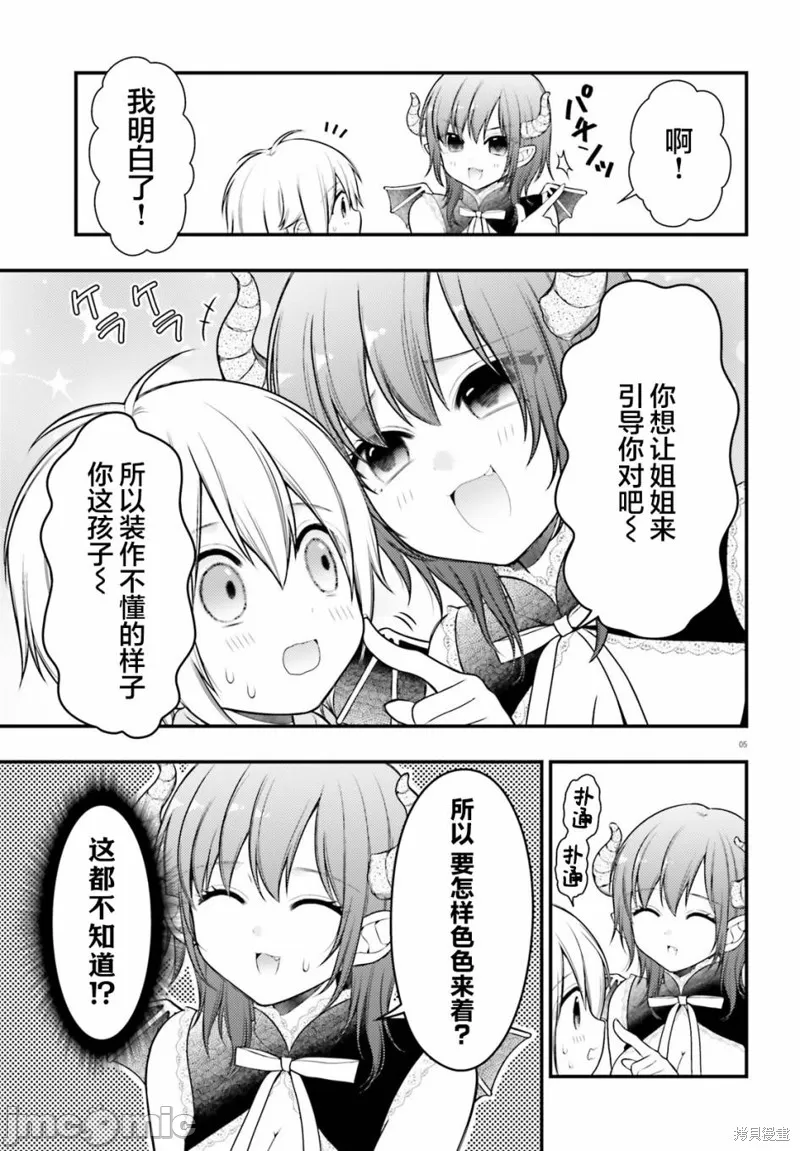 啊！
パチンッ
我明白了！
你想让姐姐来
引导你对吧～
ケラ
ケラ
所以装作不懂的样子
你这孩子～
05
扑通
扑通
所以 要怎样色色来着？
这都不知道！？
jmcomic
拷贝漫畫